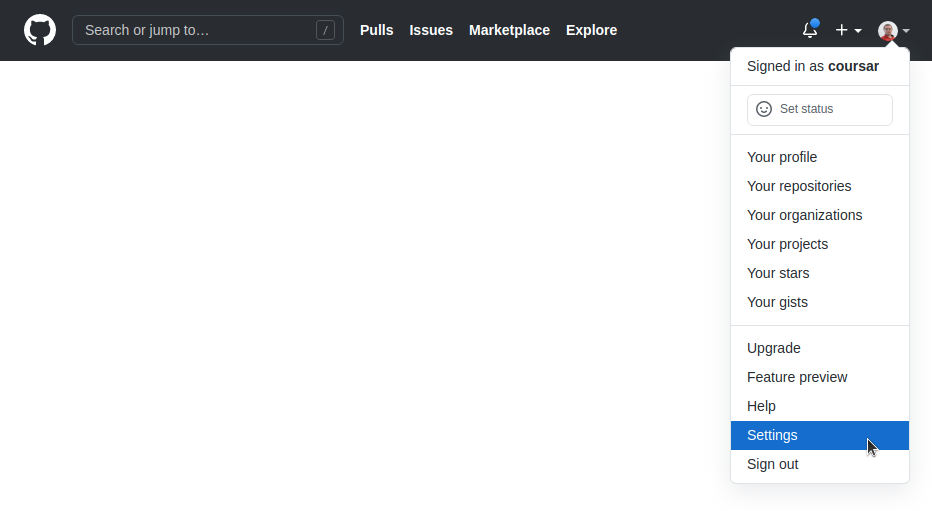 Search or jump to… / Pulls Issues Marketplace Explore
Signed in as coursar
Set status
Your profile
Your repositories
Your organizations
Your projects
Your stars
Your gists
Upgrade
Feature preview
Help
Settings
Sign out